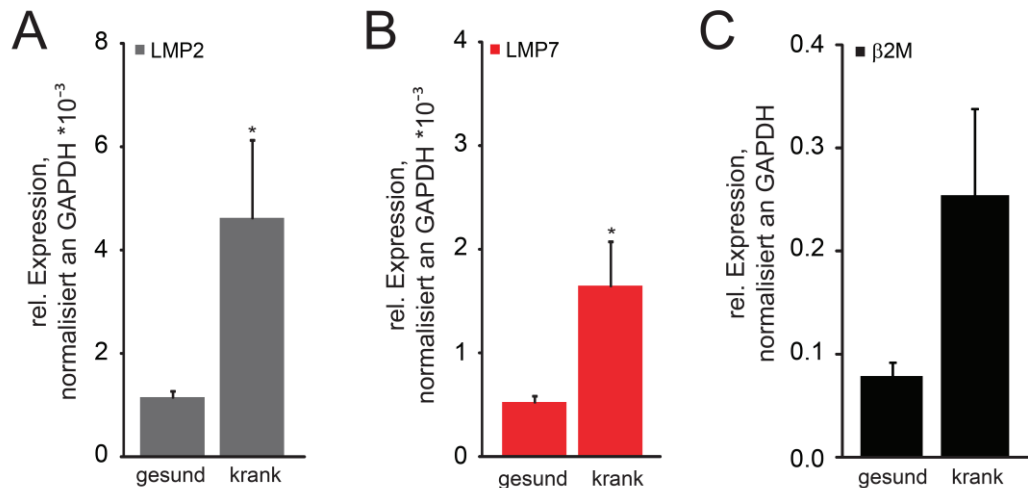 A
LMP2
rel. Expression,
normalisiert an GAPDH *10⁻³
8
6
4
2
0
*
gesund
krank
B
LMP7
rel. Expression,
normalisiert an GAPDH *10⁻³
4
3
2
1
0
*
gesund
krank
C
β2M
rel. Expression,
normalisiert an GAPDH
0.4
0.3
0.2
0.1
0.0
gesund
krank